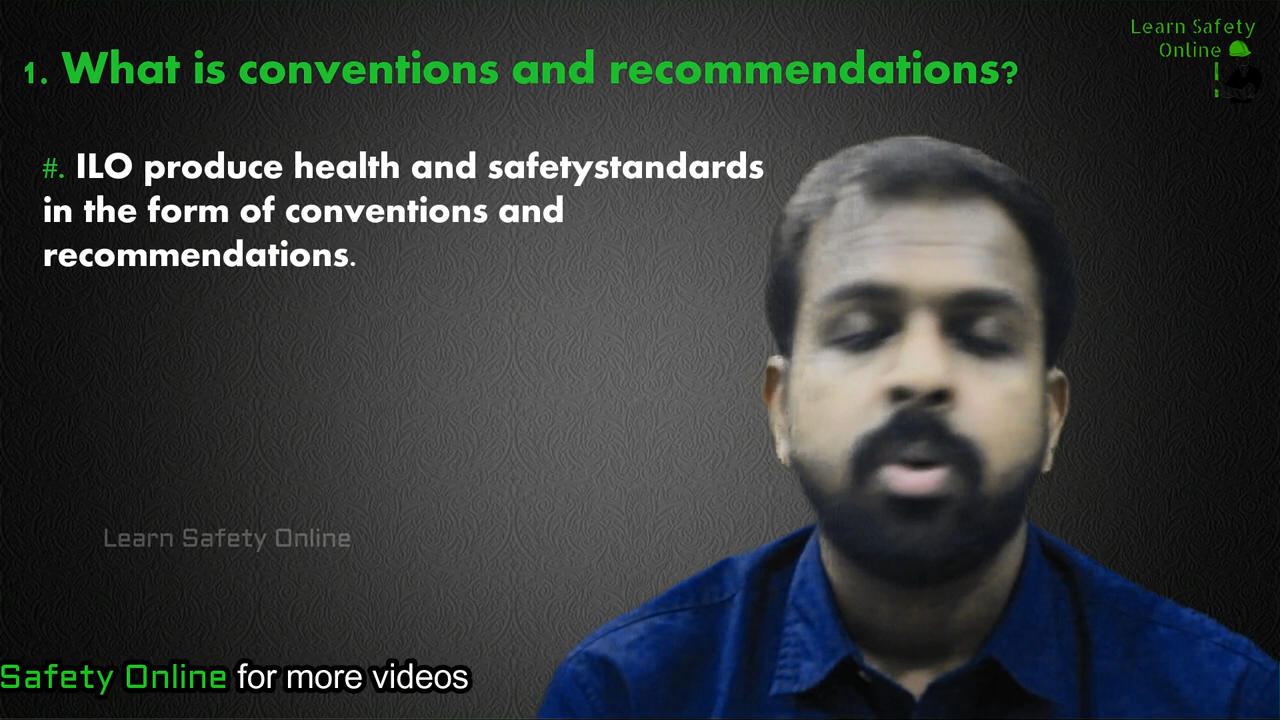 Learn Safety
Online
1. What is conventions and recommendations?
#. ILO produce health and safetystandards
in the form of conventions and
recommendations.
Learn Safety Online
Safety Online for more videos